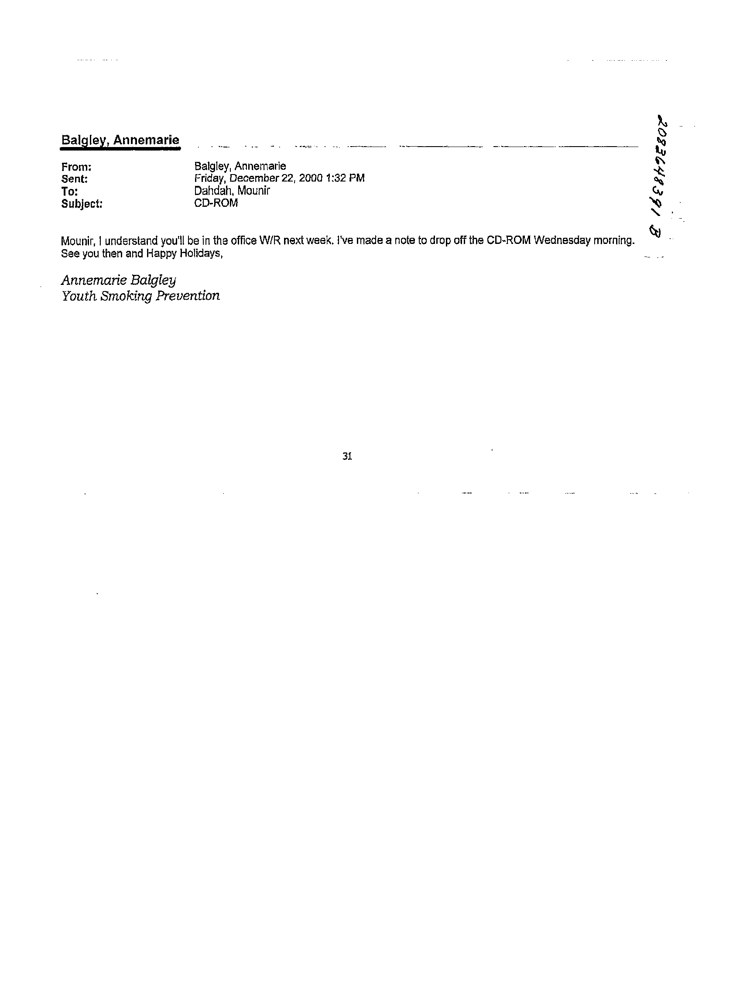 Balgley, Annemarie
From: Balgley, Annemarie
Sent: Friday, December 22, 2000 1:32 PM
To: Dahdah, Mounir
Subject: CD-ROM
Mounir, I understand you'll be in the office W/R next week. I've made a note to drop off the CD-ROM Wednesday morning.
See you then and Happy Holidays,
Annemarie Balgley
Youth Smoking Prevention
31
2083648391 B